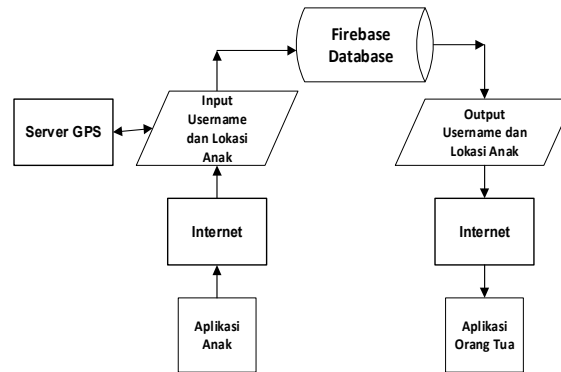 Firebase
Database
Input
Username
dan Lokasi
Anak
Server GPS
Output
Username dan
Lokasi Anak
Internet
Internet
Aplikasi
Anak
Aplikasi
Orang Tua